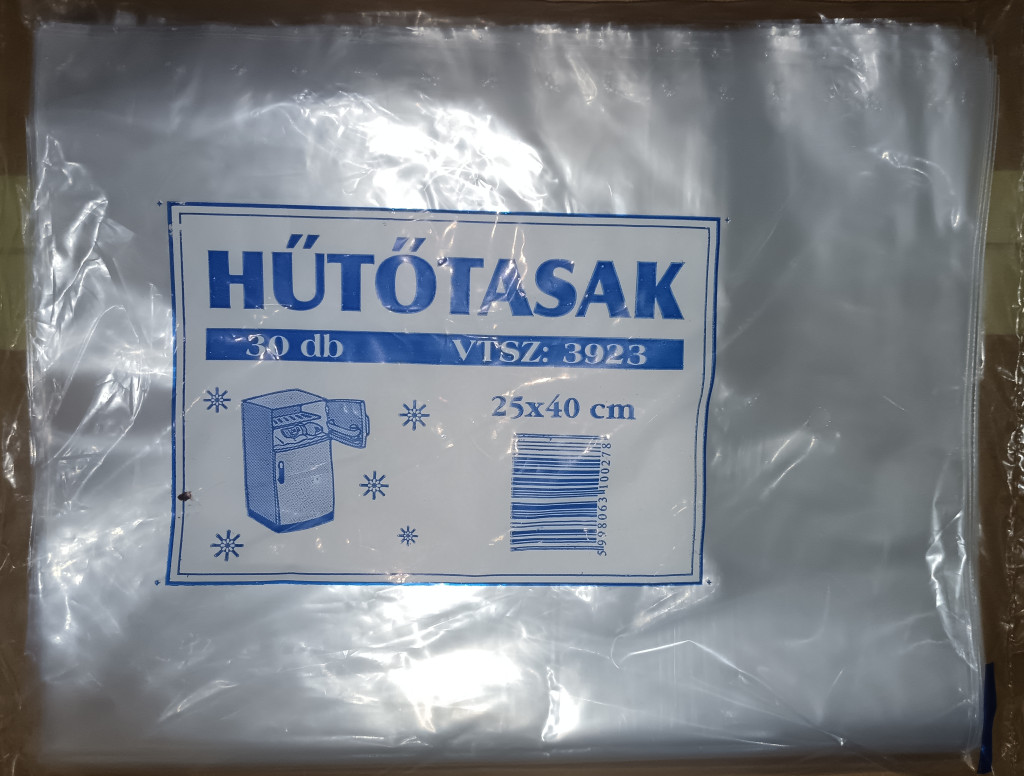 HŰTŐTASAK
30 db VTSZ: 3923
25x40 cm
5998063100278